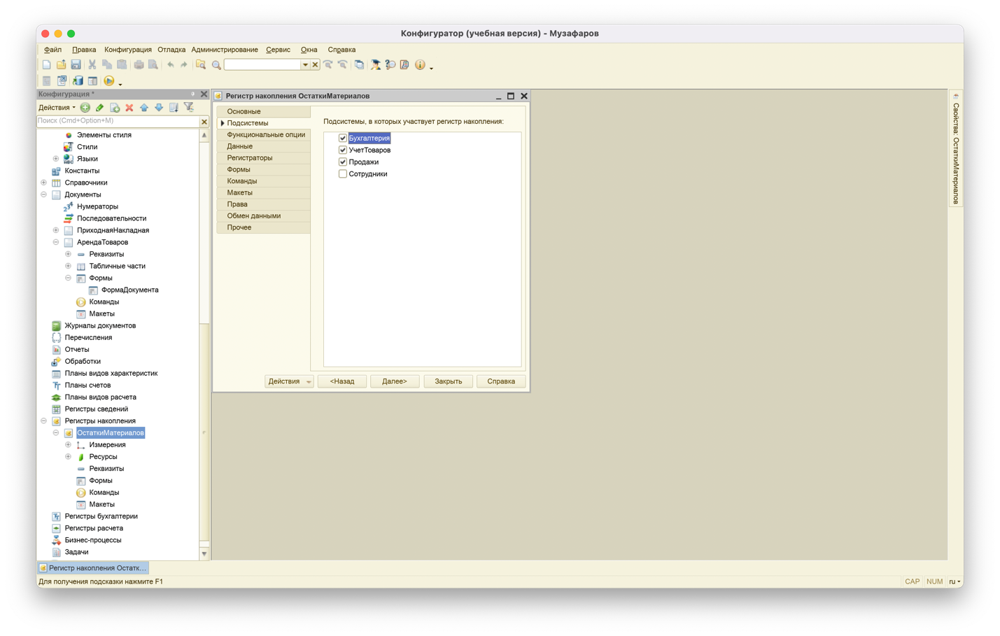 Конфигуратор (учебная версия) - Музафаров
Файл Правка Конфигурация Отладка Администрирование Сервис Окна Справка
Конфигурация *
Действия
Поиск (Cmd+Option+M)
Элементы стиля
Стили
Языки
Константы
Справочники
Документы
Нумераторы
Последовательности
ПриходнаяНакладная
АрендаТоваров
Реквизиты
Табличные части
Формы
ФормаДокумента
Команды
Макеты
Журналы документов
Перечисления
Отчеты
Обработки
Планы видов характеристик
Планы счетов
Планы видов расчета
Регистры сведений
Регистры накопления
ОстаткиМатериалов
Измерения
Ресурсы
Реквизиты
Формы
Команды
Макеты
Регистры бухгалтерии
Регистры расчета
Бизнес-процессы
Задачи
Регистр накопления ОстаткиМатериалов
Основные
Подсистемы
Функциональные опции
Данные
Регистраторы
Формы
Команды
Макеты
Права
Обмен данными
Прочее
Подсистемы, в которых участвует регистр накопления:
Бухгалтерия
УчетТоваров
Продажи
Сотрудники
Действия <Назад Далее> Закрыть Справка
Свойства: ОстаткиМатериалов
Регистр накопления Остатк...
Для получения подсказки нажмите F1
CAP NUM ru